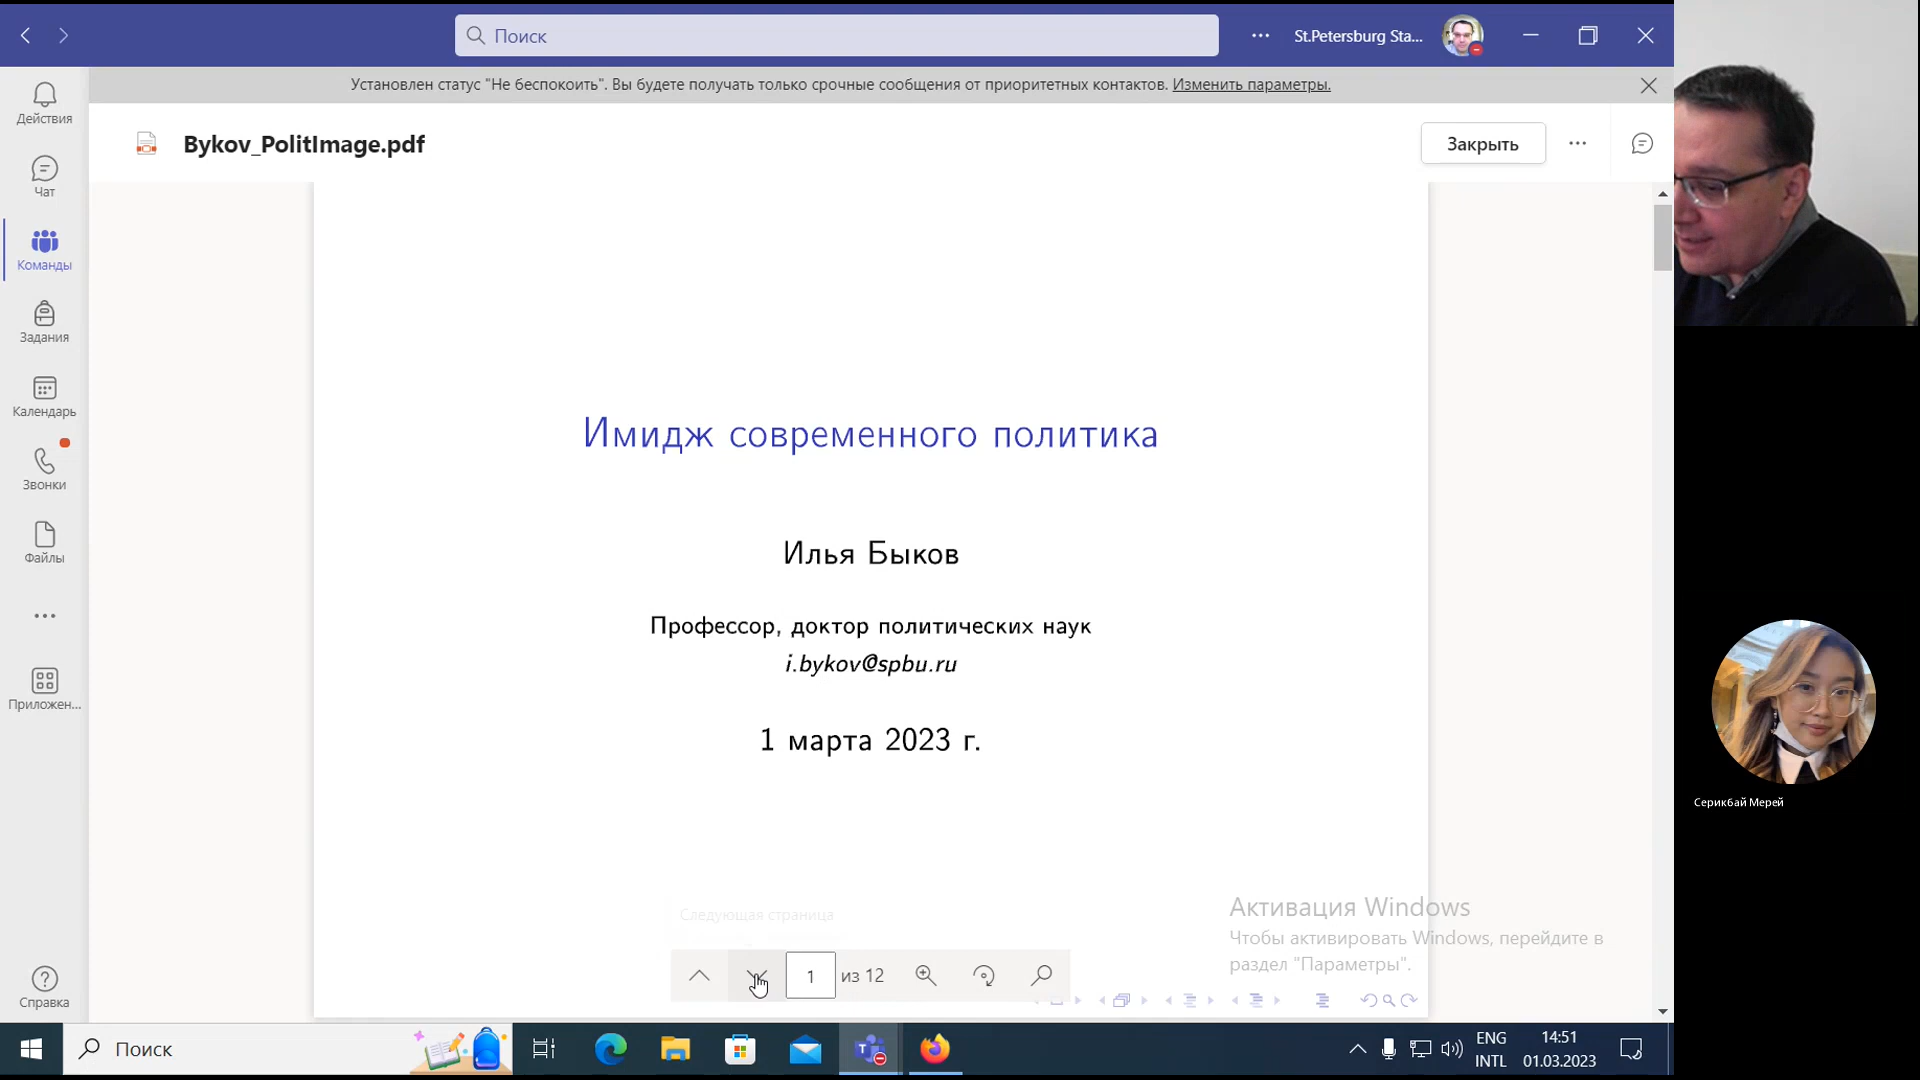 Поиск
St.Petersburg Sta...
Установлен статус "Не беспокоить". Вы будете получать только срочные сообщения от приоритетных контактов. Изменить параметры.
Bykov_PolitImage.pdf
Закрыть
Действия
Чат
Команды
Задания
Календарь
Звонки
Файлы
Приложен...
Справка
Имидж современного политика
Илья Быков
Профессор, доктор политических наук
i.bykov@spbu.ru
1 марта 2023 г.
Следующая страница
1 из 12
Активация Windows
Чтобы активировать Windows, перейдите в
раздел "Параметры".
Серикбай Мерей
Поиск
ENG
INTL
14:51
01.03.2023